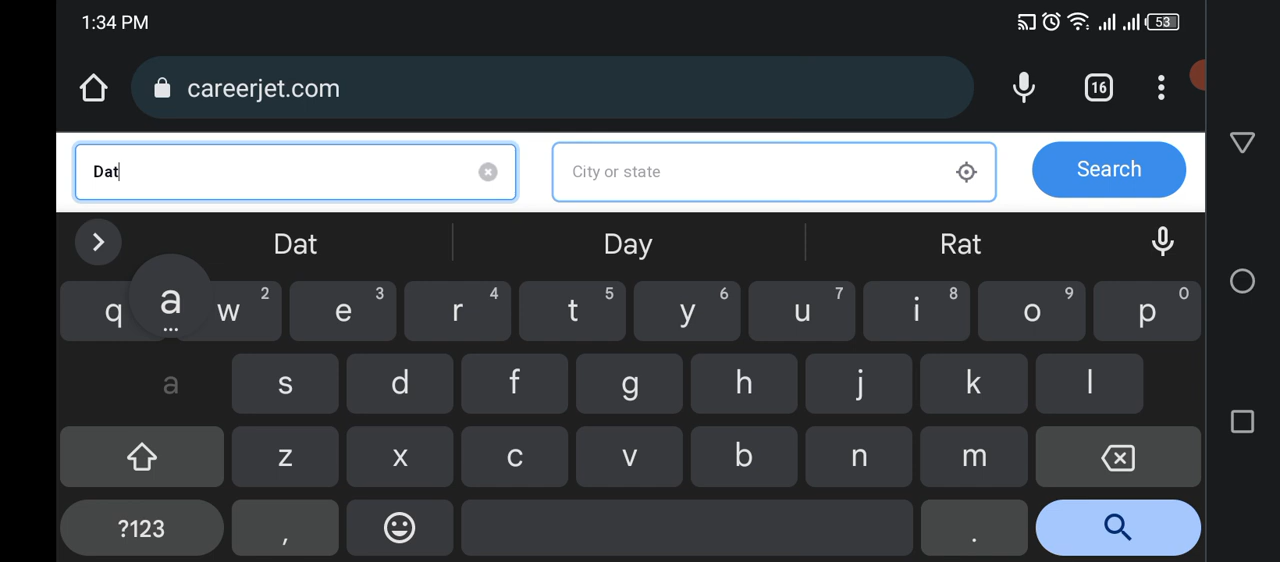 1:34 PM 53
careerjet.com 16
Dat City or state Search
Dat Day Rat
q a w 2 e 3 r 4 t 5 y 6 u 7 i 8 o 9 p 0
a s d f g h j k l
z x c v b n m
?123 , .